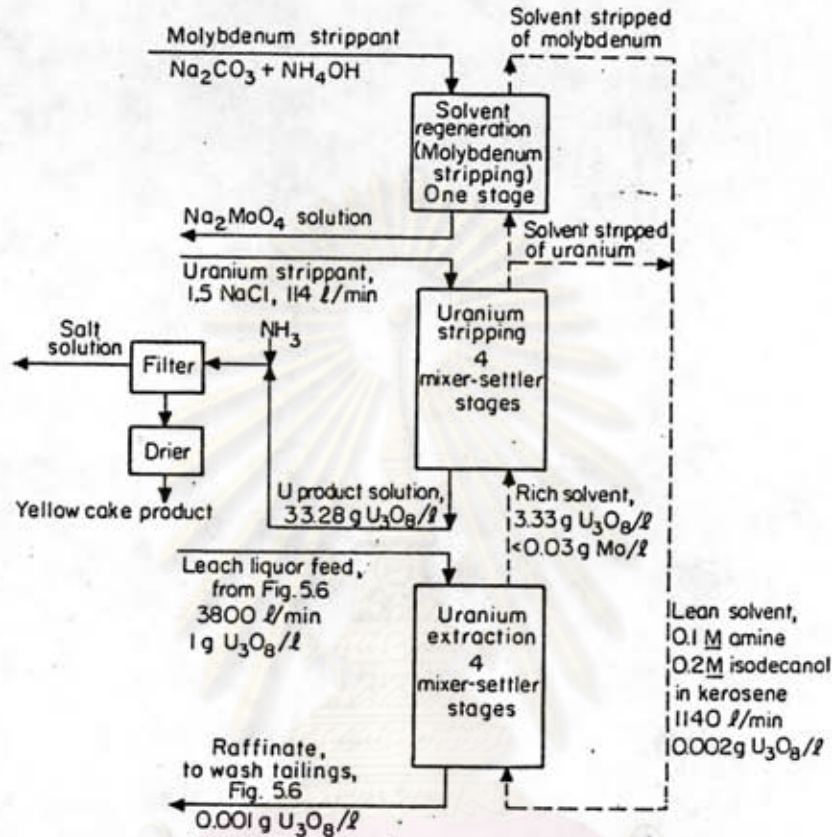 Molybdenum strippant
Na₂CO₃ + NH₄OH
Solvent stripped
of molybdenum
Solvent
regeneration
(Molybdenum
stripping)
One stage
Na₂MoO₄ solution
Solvent stripped
of uranium
Uranium strippant,
1.5 NaCl, 114 ℓ/min
Uranium
stripping
4
mixer-settler
stages
Salt
solution
NH₃
Filter
Drier
Yellow cake product
U product solution,
33.28 g U₃O₈/ℓ
Rich solvent,
3.33 g U₃O₈/ℓ
<0.03 g Mo/ℓ
Leach liquor feed,
from Fig. 5.6
3800 ℓ/min
1 g U₃O₈/ℓ
Uranium
extraction
4
mixer-settler
stages
Lean solvent,
0.1 M amine
0.2 M isodecanol
in kerosene
1140 ℓ/min
0.002 g U₃O₈/ℓ
Raffinate,
to wash tailings,
Fig. 5.6
0.001 g U₃O₈/ℓ